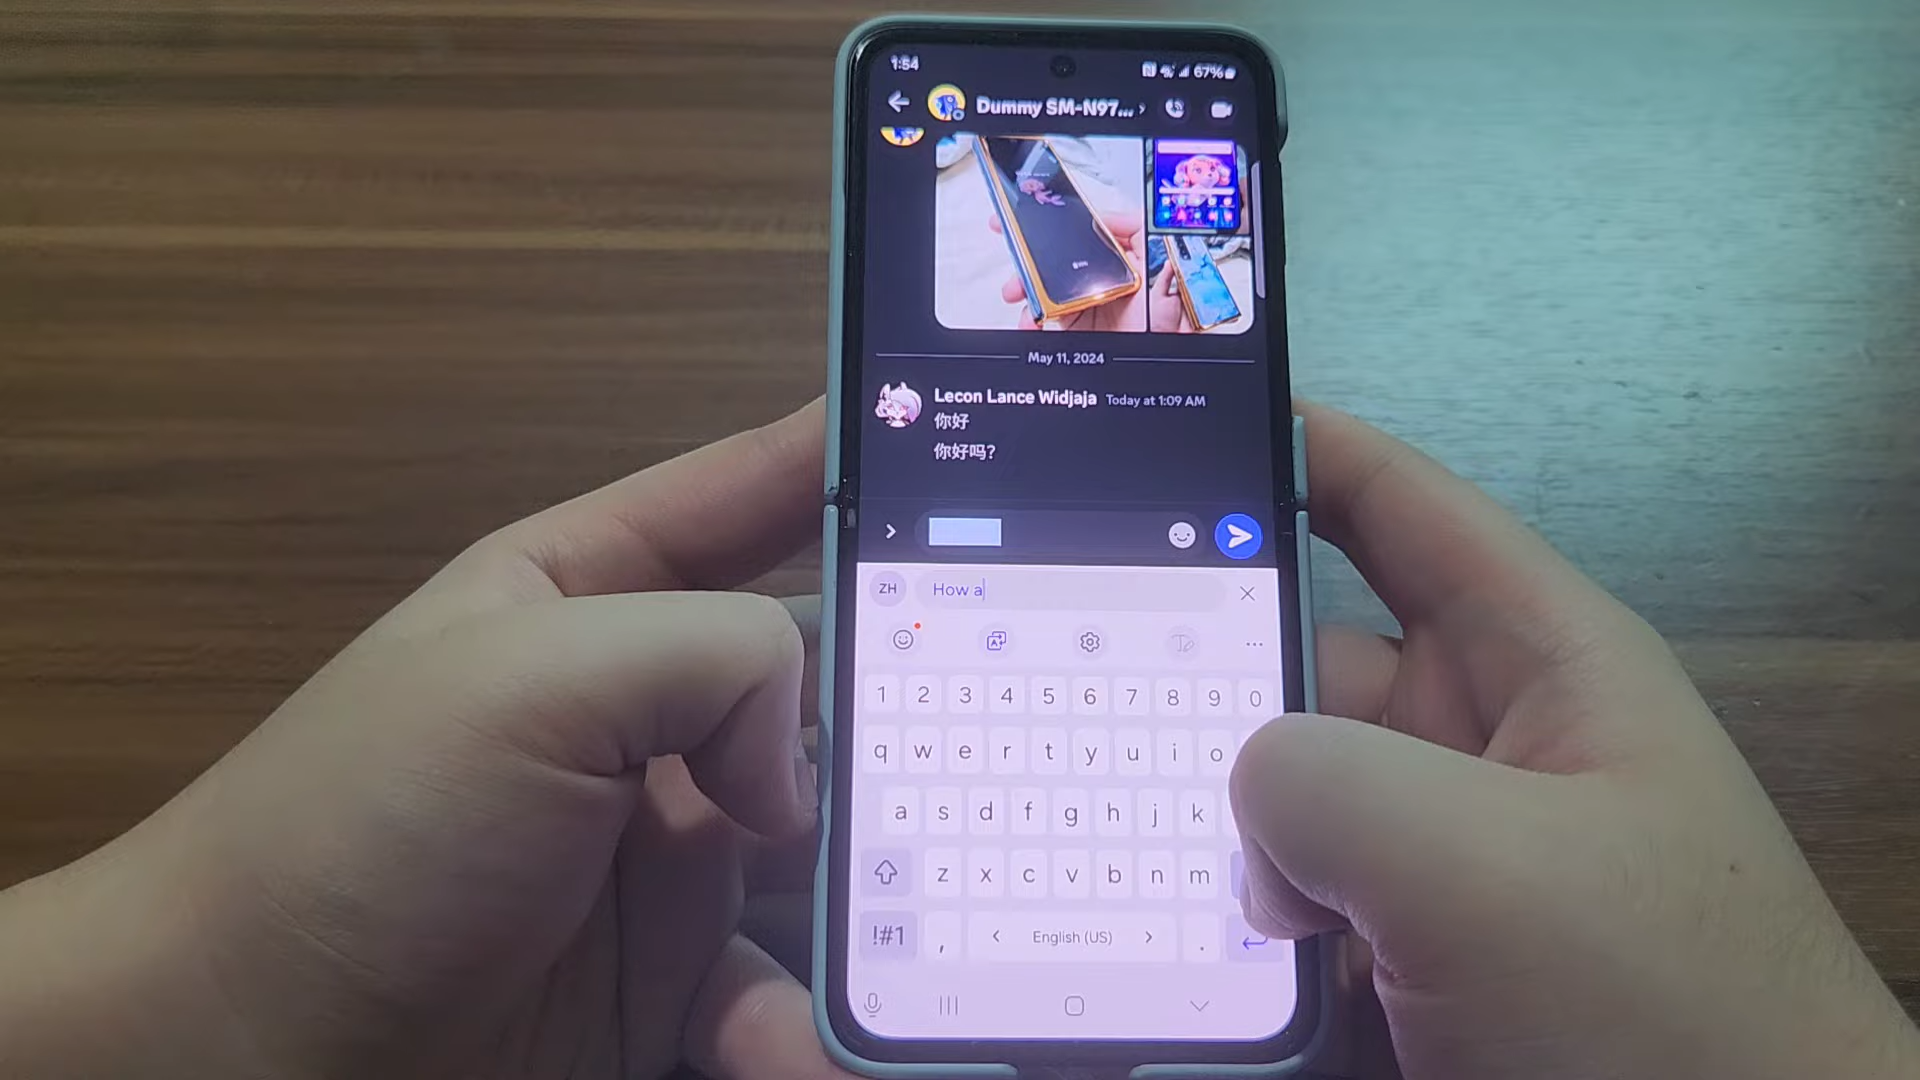 1:54
67%
Dummy SM-N97... ›
May 11, 2024
Lecon Lance Widjaja Today at 1:09 AM
你好
你好吗?
ZH How a
1 2 3 4 5 6 7 8 9 0
q w e r t y u i o
a s d f g h j k
z x c v b n m
!#1 , < English (US) > .